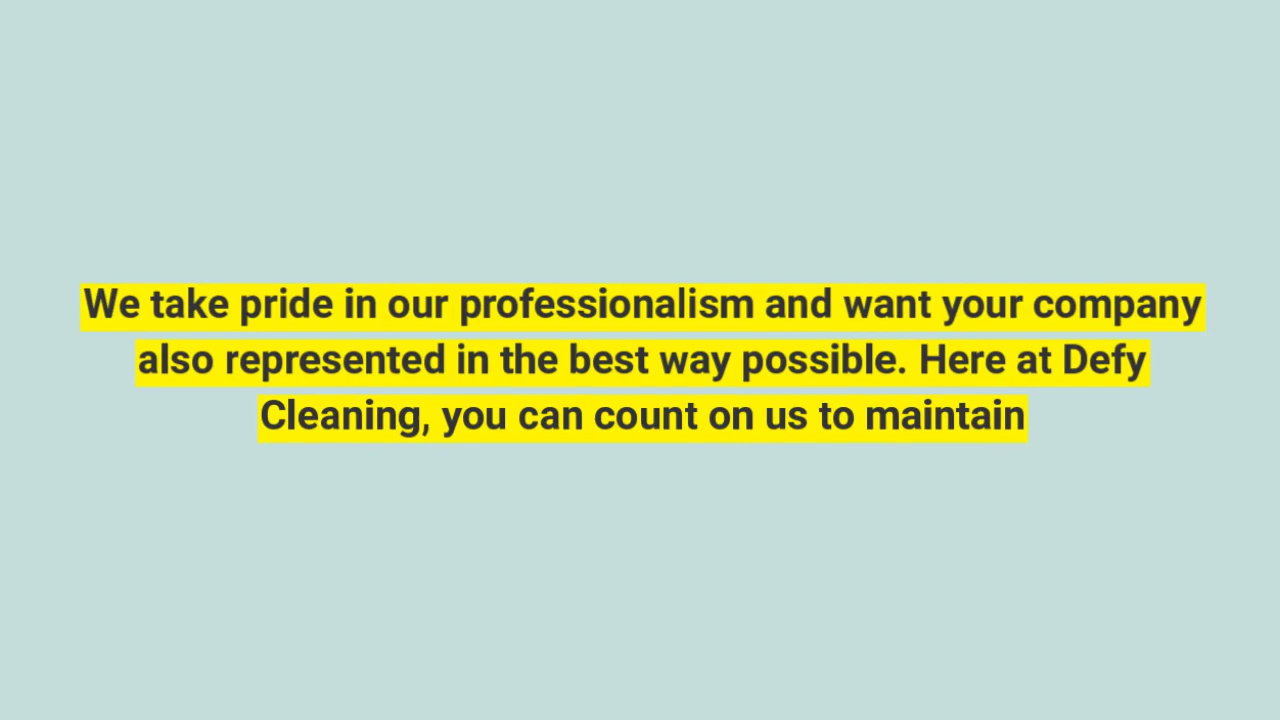 We take pride in our professionalism and want your company
also represented in the best way possible. Here at Defy
Cleaning, you can count on us to maintain